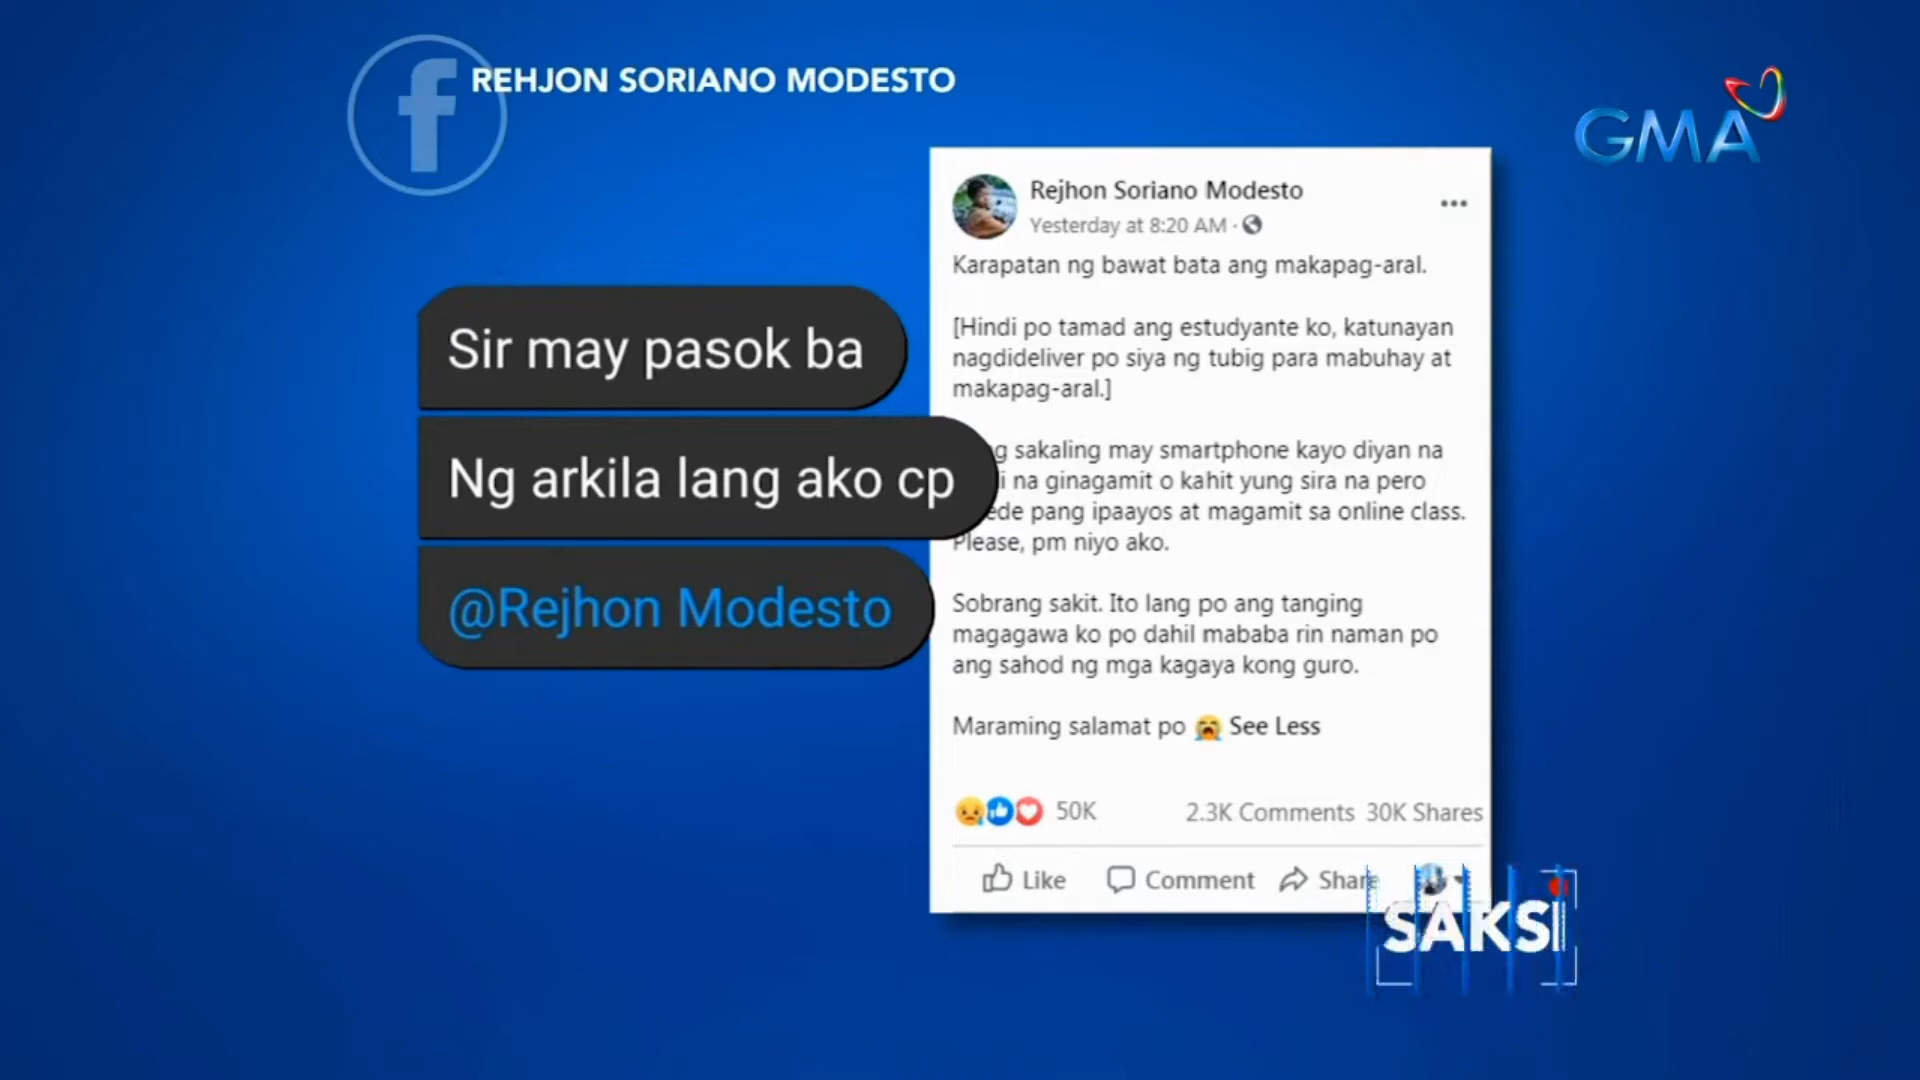 REHJON SORIANO MODESTO
GMA
Sir may pasok ba
Ng arkila lang ako cp
@Rejhon Modesto
Rejhon Soriano Modesto
Yesterday at 8:20 AM ·
Karapatan ng bawat bata ang makapag-aral.
[Hindi po tamad ang estudyante ko, katunayan
nagdideliver po siya ng tubig para mabuhay at
makapag-aral.]
sakaling may smartphone kayo diyan na
na ginagamit o kahit yung sira na pero
pang ipaayos at magamit sa online class.
Please, pm niyo ako.
Sobrang sakit. Ito lang po ang tanging
magagawa ko po dahil mababa rin naman po
ang sahod ng mga kagaya kong guro.
Maraming salamat po 😭 See Less
50K 2.3K Comments 30K Shares
Like Comment Share
SAKSI